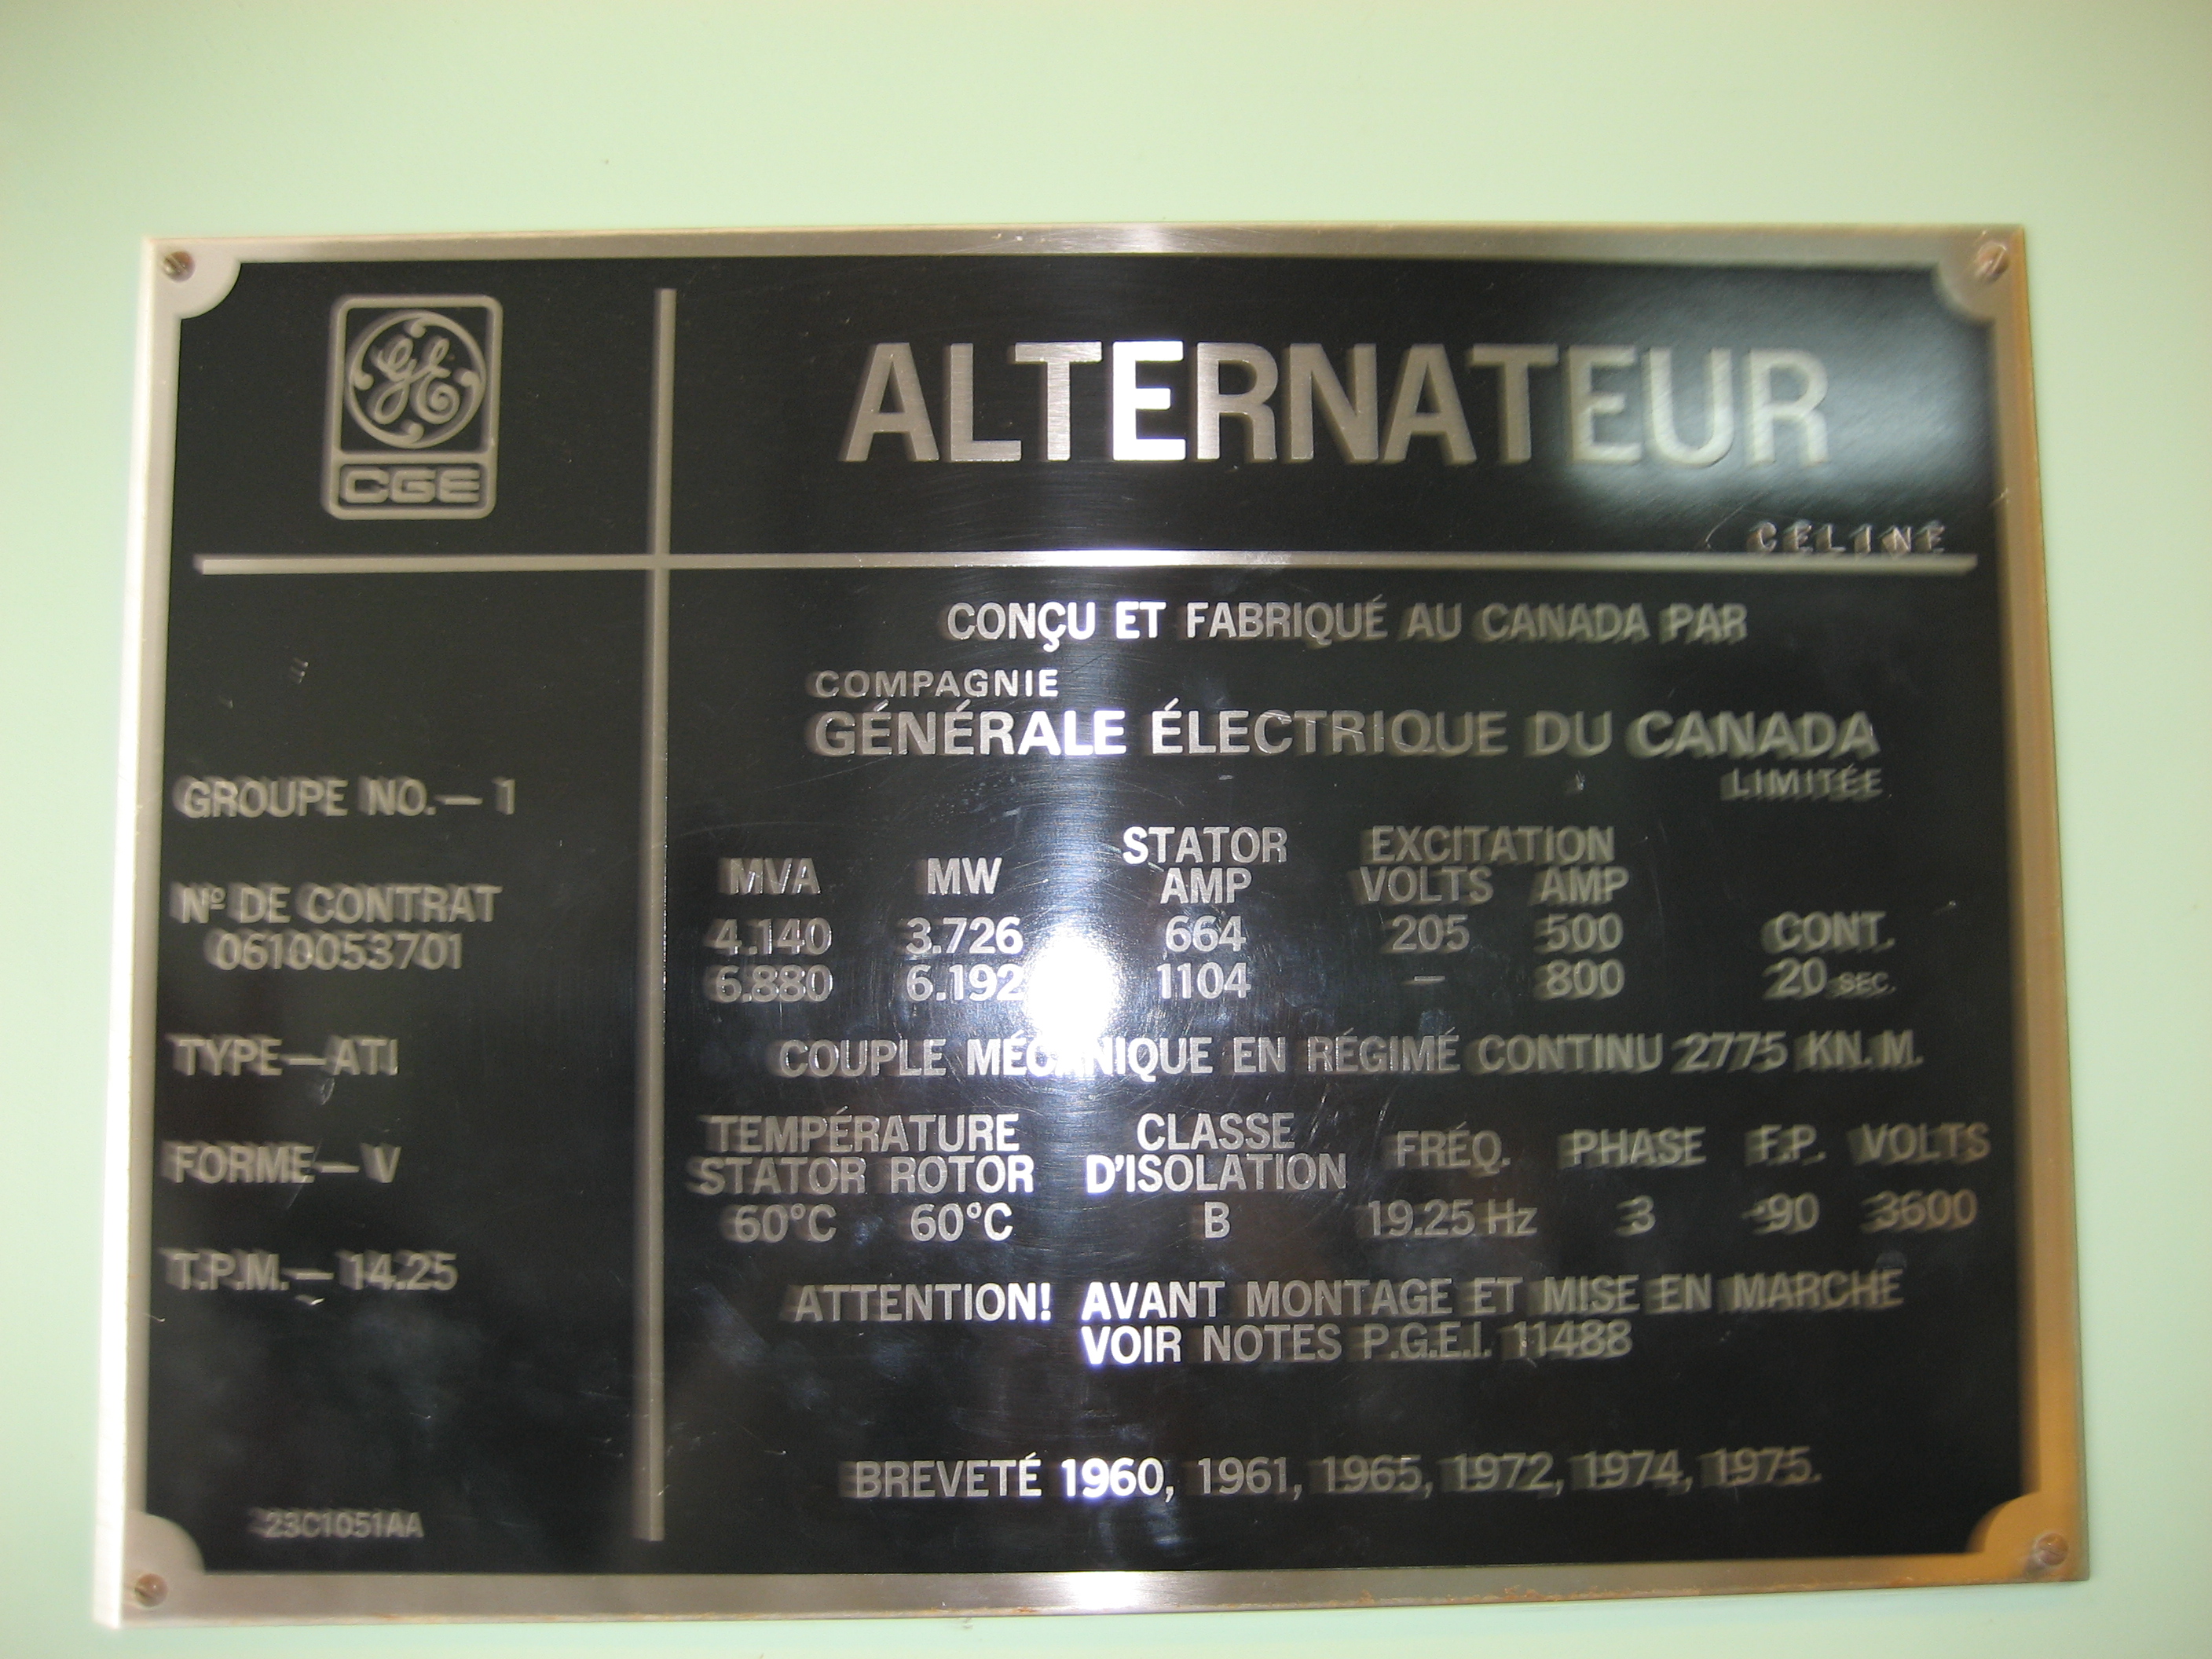 GE
CGE
ALTERNATEUR
CÉLINE
GROUPE NO.— 1
Nº DE CONTRAT
0610053701
TYPE—ATI
FORME—V
T.P.M.— 14.25
23C1051AA
CONÇU ET FABRIQUÉ AU CANADA PAR
COMPAGNIE
GÉNÉRALE ÉLECTRIQUE DU CANADA
LIMITÉE
STATOR EXCITATION
MVA MW AMP VOLTS AMP
4.140 3.726 664 205 500 CONT.
6.880 6.192 1104 — 800 20 SEC.
COUPLE MÉCANIQUE EN RÉGIMÉ CONTINU 2775 KN.M.
TEMPÉRATURE CLASSE FRÉQ. PHASE F.P. VOLTS
STATOR ROTOR D'ISOLATION
60°C 60°C B 19.25 Hz 3 .90 3600
ATTENTION! AVANT MONTAGE ET MISE EN MARCHE
VOIR NOTES P.G.E.I. 11488
BREVETÉ 1960, 1961, 1965, 1972, 1974, 1975.